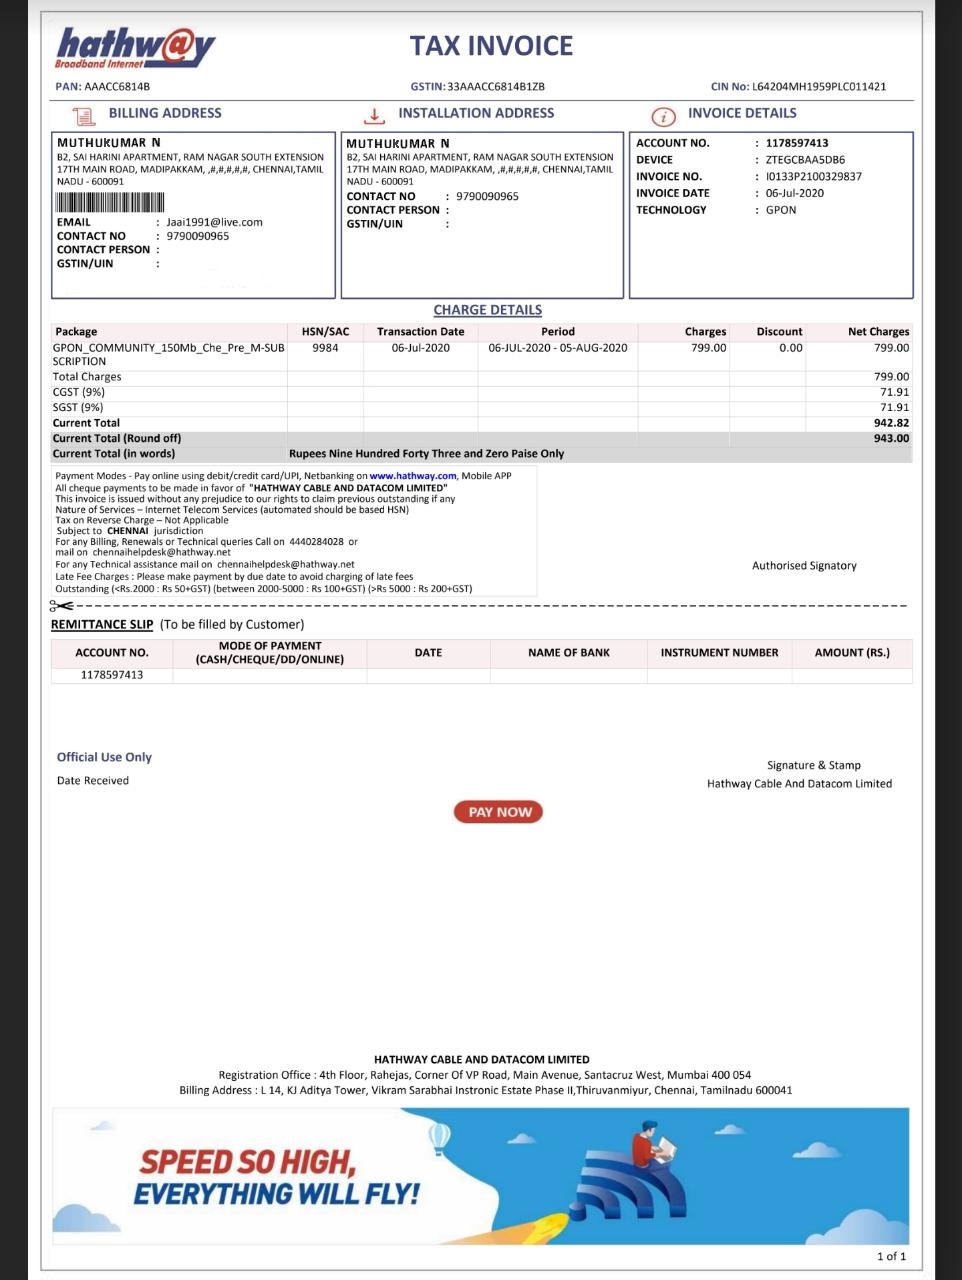 hathw@y
Broadband Internet
TAX INVOICE
PAN: AAACC6814B
GSTIN:33AAACC6814B1ZB
CIN No: L64204MH1959PLC011421
BILLING ADDRESS
MUTHUKUMAR N
B2, SAI HARINI APARTMENT, RAM NAGAR SOUTH EXTENSION
17TH MAIN ROAD, MADIPAKKAM, ,#,#,#,#,#, CHENNAI,TAMIL
NADU - 600091
EMAIL : Jaai1991@live.com
CONTACT NO : 9790090965
CONTACT PERSON :
GSTIN/UIN :
INSTALLATION ADDRESS
MUTHUKUMAR N
B2, SAI HARINI APARTMENT, RAM NAGAR SOUTH EXTENSION
17TH MAIN ROAD, MADIPAKKAM, ,#,#,#,#,#, CHENNAI,TAMIL
NADU - 600091
CONTACT NO : 9790090965
CONTACT PERSON :
GSTIN/UIN :
INVOICE DETAILS
ACCOUNT NO. : 1178597413
DEVICE : ZTEGCBAA5DB6
INVOICE NO. : I0133P2100329837
INVOICE DATE : 06-Jul-2020
TECHNOLOGY : GPON
CHARGE DETAILS
Package HSN/SAC Transaction Date Period Charges Discount Net Charges
GPON_COMMUNITY_150Mb_Che_Pre_M-SUB 9984 06-Jul-2020 06-JUL-2020 - 05-AUG-2020 799.00 0.00 799.00
SCRIPTION
Total Charges 799.00
CGST (9%) 71.91
SGST (9%) 71.91
Current Total 942.82
Current Total (Round off) 943.00
Current Total (in words) Rupees Nine Hundred Forty Three and Zero Paise Only
Payment Modes - Pay online using debit/credit card/UPI, Netbanking on www.hathway.com, Mobile APP
All cheque payments to be made in favor of "HATHWAY CABLE AND DATACOM LIMITED"
This invoice is issued without any prejudice to our rights to claim previous outstanding if any
Nature of Services – Internet Telecom Services (automated should be based HSN)
Tax on Reverse Charge – Not Applicable
Subject to CHENNAI jurisdiction
For any Billing, Renewals or Technical queries Call on 4440284028 or
mail on chennaihelpdesk@hathway.net
For any Technical assistance mail on chennaihelpdesk@hathway.net
Late Fee Charges : Please make payment by due date to avoid charging of late fees
Outstanding (<Rs.2000 : Rs 50+GST) (between 2000-5000 : Rs 100+GST) (>Rs 5000 : Rs 200+GST)
Authorised Signatory
REMITTANCE SLIP (To be filled by Customer)
ACCOUNT NO. MODE OF PAYMENT (CASH/CHEQUE/DD/ONLINE) DATE NAME OF BANK INSTRUMENT NUMBER AMOUNT (RS.)
1178597413
Official Use Only
Date Received
Signature & Stamp
Hathway Cable And Datacom Limited
PAY NOW
HATHWAY CABLE AND DATACOM LIMITED
Registration Office : 4th Floor, Rahejas, Corner Of VP Road, Main Avenue, Santacruz West, Mumbai 400 054
Billing Address : L 14, KJ Aditya Tower, Vikram Sarabhai Instronic Estate Phase II,Thiruvanmiyur, Chennai, Tamilnadu 600041
SPEED SO HIGH,
EVERYTHING WILL FLY!
1 of 1